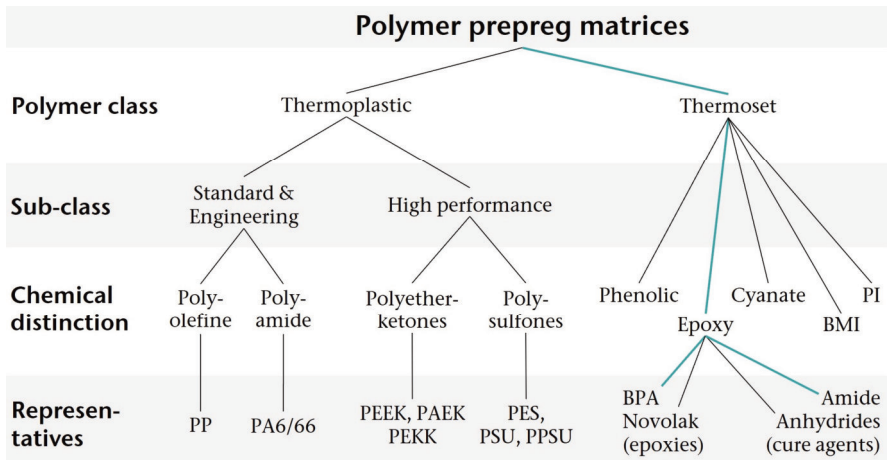 Polymer prepreg matrices
Polymer class
Thermoplastic
Thermoset
Sub-class
Standard &
Engineering
High performance
Chemical
distinction
Poly-
olefine
Poly-
amide
Polyether-
ketones
Poly-
sulfones
Phenolic
Cyanate
PI
Epoxy
BMI
Represen-
tatives
PP
PA6/66
PEEK, PAEK
PEKK
PES,
PSU, PPSU
BPA
Novolak
(epoxies)
Amide
Anhydrides
(cure agents)